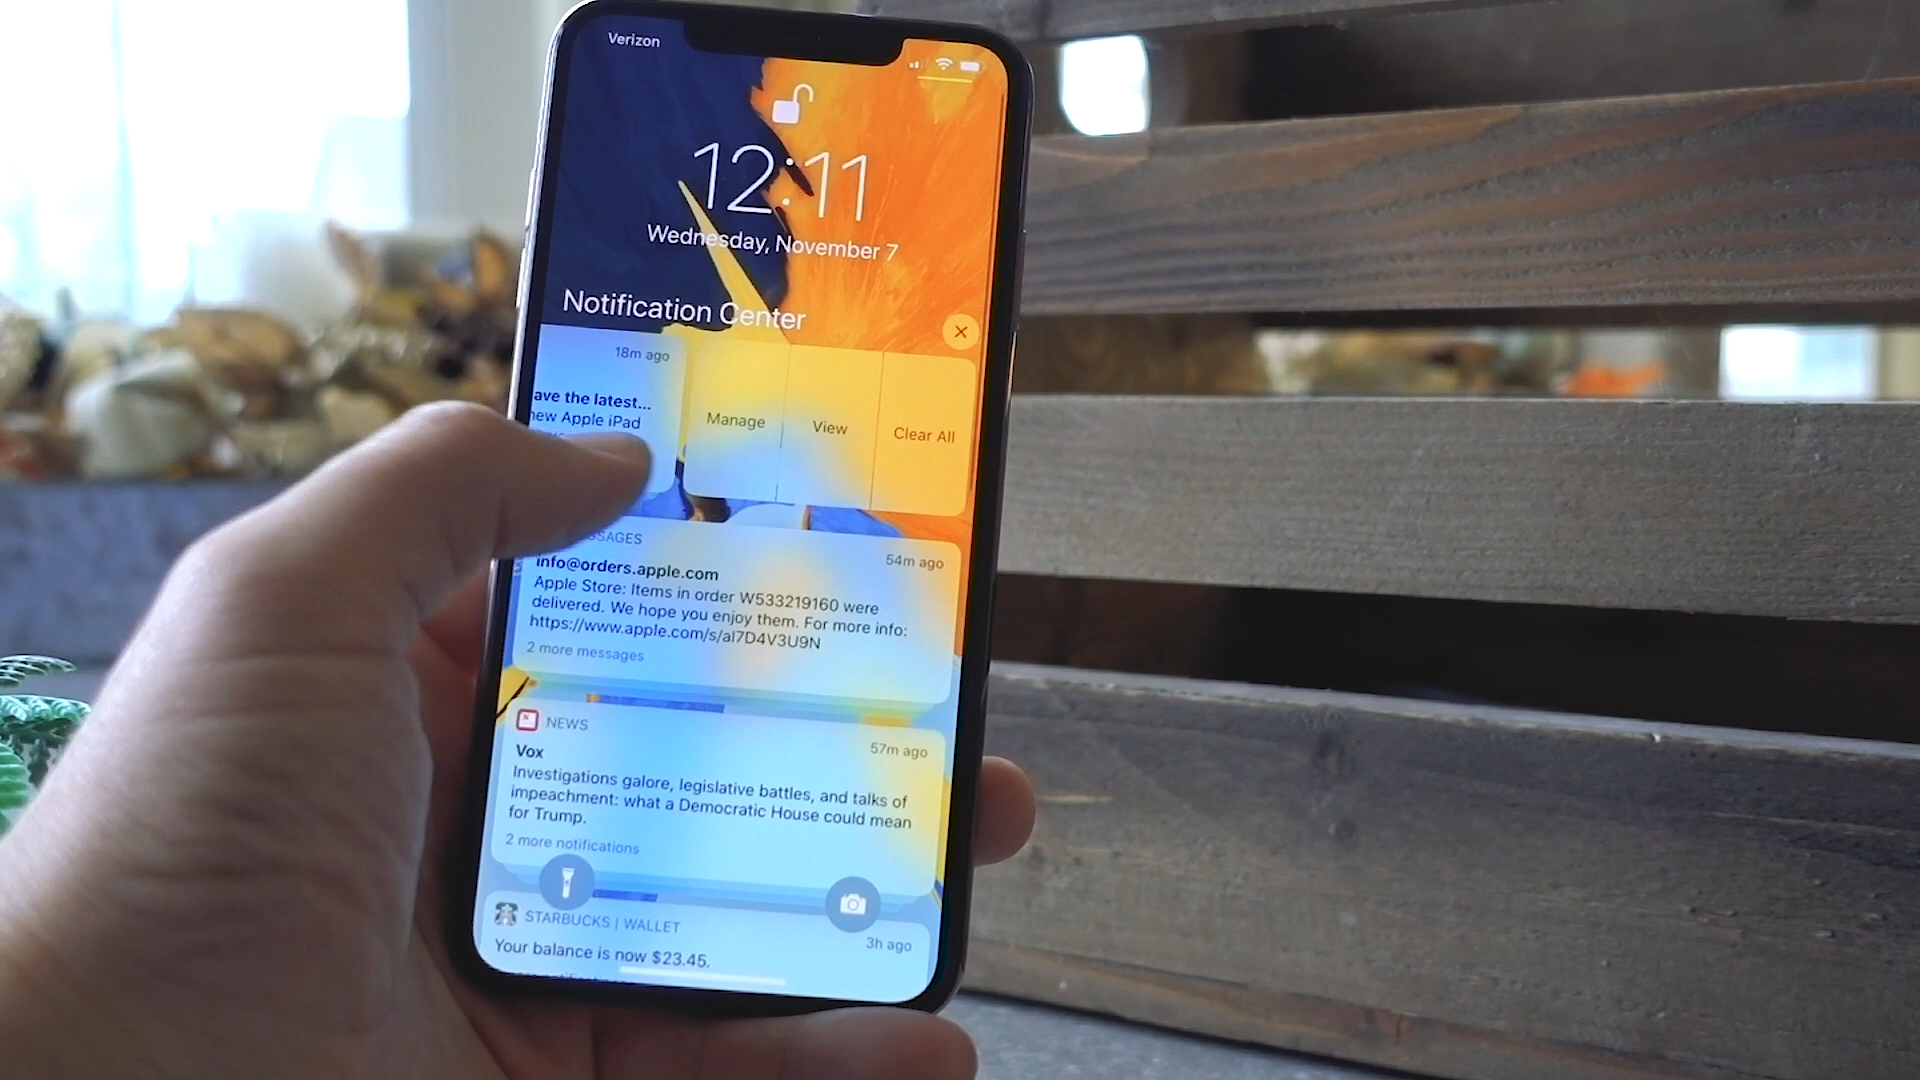 Verizon
12:11
Wednesday, November 7
Notification Center
18m ago
ave the latest...
new Apple iPad
Manage
View
Clear All
SSAGES
54m ago
info@orders.apple.com
Apple Store: Items in order W533219160 were
delivered. We hope you enjoy them. For more info:
https://www.apple.com/s/al7D4V3U9N
2 more messages
NEWS
57m ago
Vox
Investigations galore, legislative battles, and talks of
impeachment: what a Democratic House could mean
for Trump.
2 more notifications
STARBUCKS | WALLET
3h ago
Your balance is now $23.45.